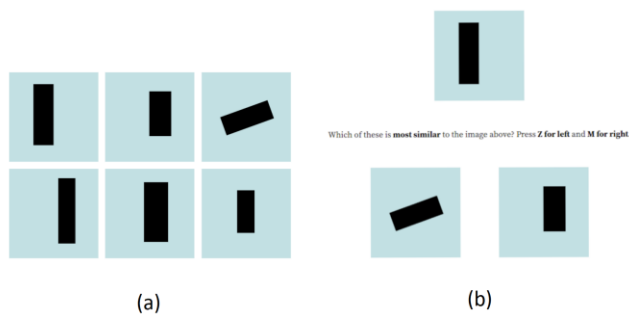 Which of these is most similar to the image above? Press Z for left and M for right
(a)
(b)